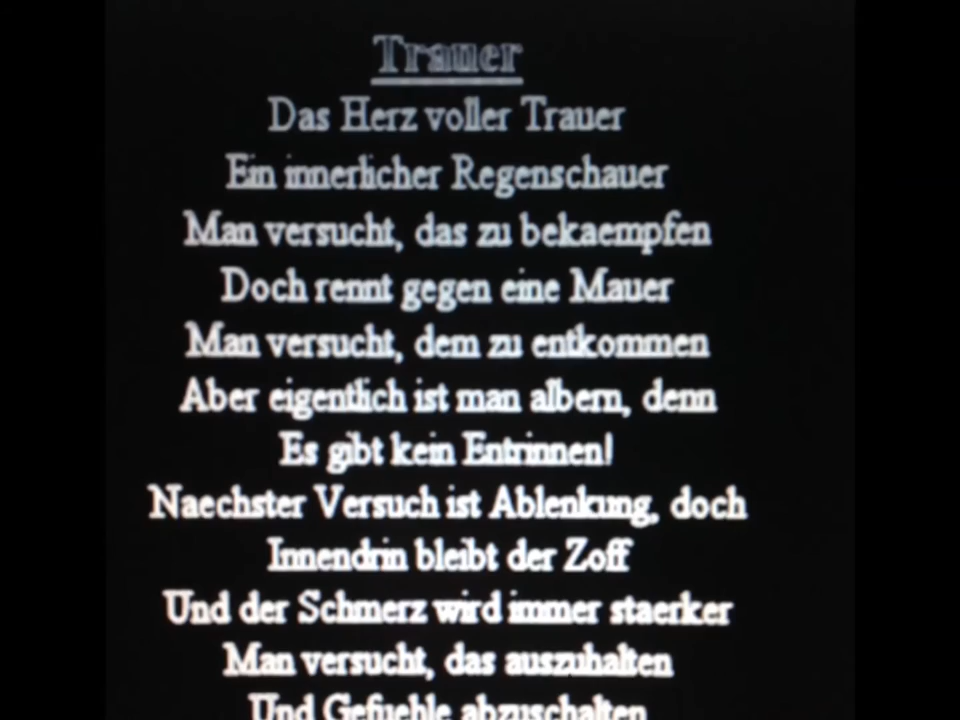 Trauer
Das Herz voller Trauer
Ein innerlicher Regenschauer
Man versucht, das zu bekaempfen
Doch rennt gegen eine Mauer
Man versucht, dem zu entkommen
Aber eigentlich ist man albern, denn
Es gibt kein Entrinnen!
Naechster Versuch ist Ablenkung, doch
Innendrin bleibt der Zoff
Und der Schmerz wird immer staerker
Man versucht, das auszuhalten
Und Gefuehle abzuschalten